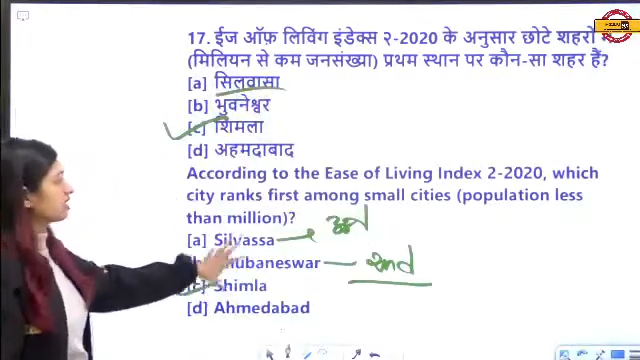 17. ईज ऑफ़ लिविंग इंडेक्स २-2020 के अनुसार छोटे शहरों
(मिलियन से कम जनसंख्या) प्रथम स्थान पर कौन-सा शहर हैं?
[a] सिलवासा
[b] भुवनेश्वर
[c] शिमला
[d] अहमदाबाद
According to the Ease of Living Index 2-2020, which
city ranks first among small cities (population less
than million)?
[a] Silvassa
Bhubaneswar
[c] Shimla
[d] Ahmedabad